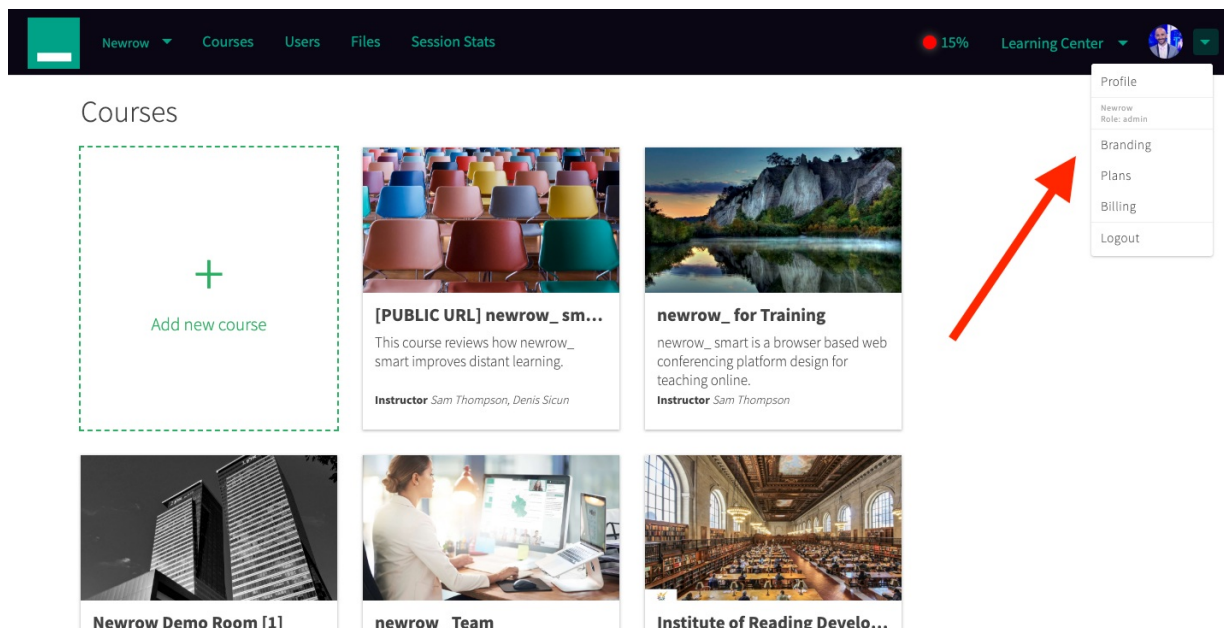 Newrow Courses Users Files Session Stats 15% Learning Center
Profile
Newrow
Role: admin
Branding
Plans
Billing
Logout
Courses
Add new course
[PUBLIC URL] newrow_ sm...
This course reviews how newrow_
smart improves distant learning.
Instructor Sam Thompson, Denis Sicun
newrow_ for Training
newrow_ smart is a browser based web
conferencing platform design for
teaching online.
Instructor Sam Thompson
Newrow Demo Room [1]
newrow_ Team
Institute of Reading Develo...